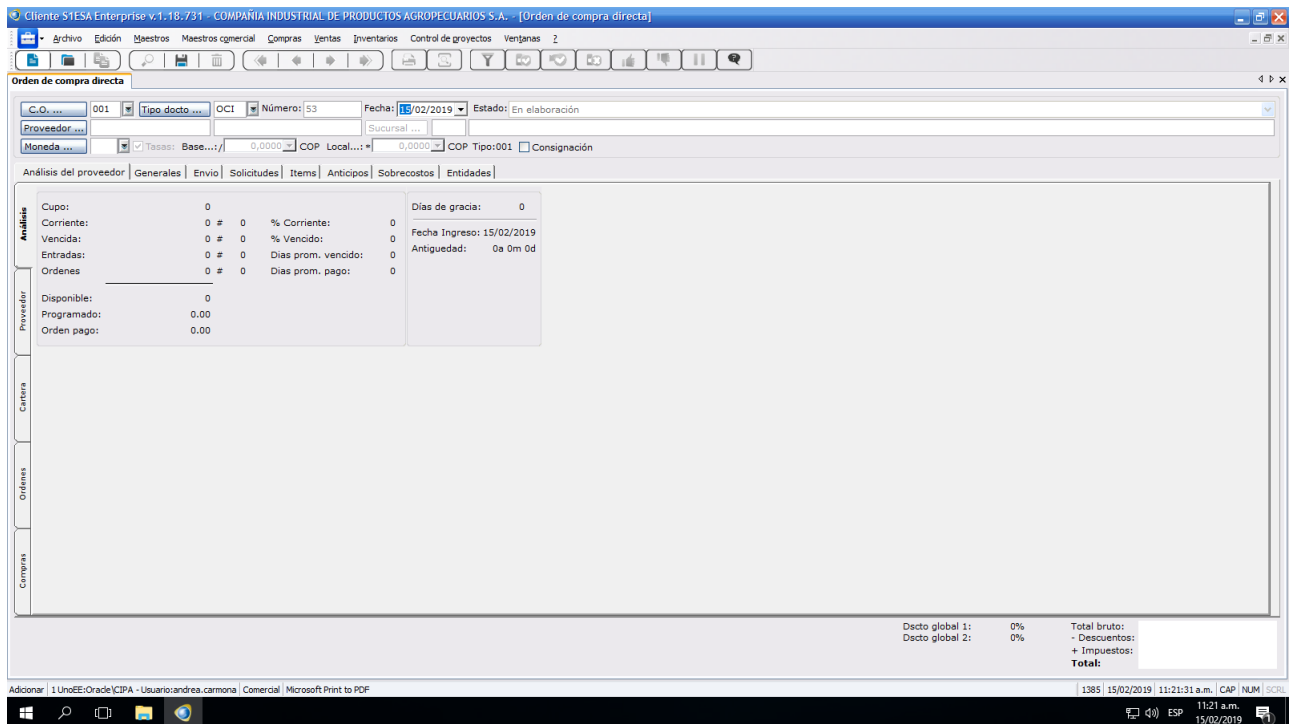 Cliente S1ESA Enterprise v.1.18.731 - COMPAÑIA INDUSTRIAL DE PRODUCTOS AGROPECUARIOS S.A. - [Orden de compra directa]
Archivo Edición Maestros Maestros comercial Compras Ventas Inventarios Control de proyectos Ventanas ?
Orden de compra directa
C.O. ... 001 Tipo docto ... OCI Número: 53 Fecha: 15/02/2019 Estado: En elaboración
Proveedor ... Sucursal ...
Moneda ... Tasas: Base...:/ 0,0000 COP Local...: = 0,0000 COP Tipo:001 Consignación
Análisis del proveedor Generales Envio Solicitudes Items Anticipos Sobrecostos Entidades
Análisis
Proveedor
Cartera
Ordenes
Compras
Cupo: 0
Corriente: 0 # 0 % Corriente: 0
Vencida: 0 # 0 % Vencido: 0
Entradas: 0 # 0 Dias prom. vencido: 0
Ordenes 0 # 0 Dias prom. pago: 0
Disponible: 0
Programado: 0.00
Orden pago: 0.00
Días de gracia: 0
Fecha Ingreso: 15/02/2019
Antiguedad: 0a 0m 0d
Dscto global 1: 0% Total bruto:
Dscto global 2: 0% - Descuentos:
+ Impuestos:
Total:
Adicionar 1 UnoEE:Oracle\CIPA - Usuario:andrea.carmona Comercial Microsoft Print to PDF 1385 15/02/2019 11:21:31 a.m. CAP NUM SCRL
ESP 11:21 a.m.
15/02/2019